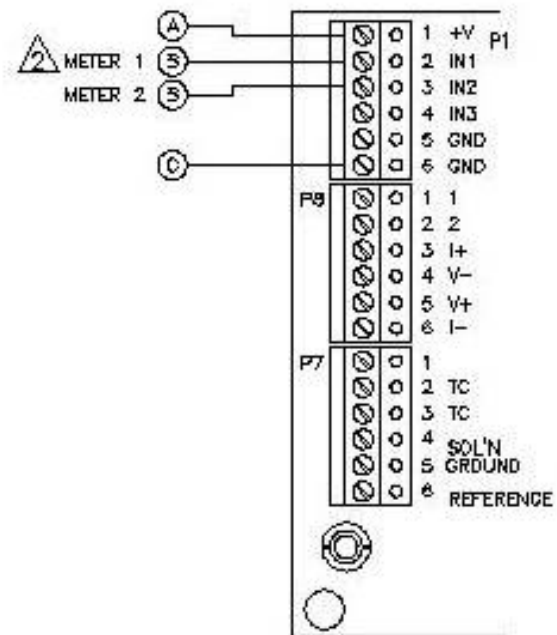 A
1 +V P1
2 METER 1 B 2 IN1
METER 2 B 3 IN2
4 IN3
5 GND
C 6 GND
P8 1 1
2 2
3 I+
4 V-
5 V+
6 I-
P7 1
2 TC
3 TC
4 SOL'N
5 GROUND
6 REFERENCE